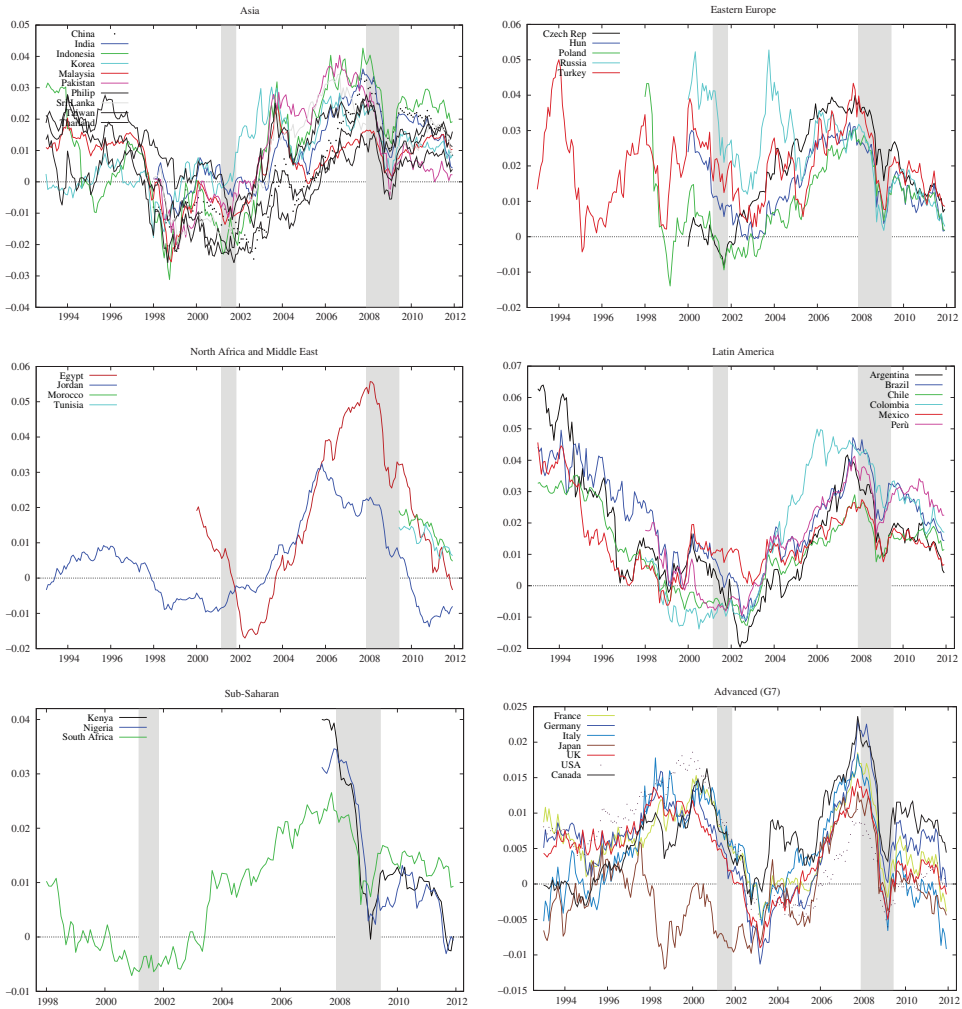 Asia
0.05
0.04
0.03
0.02
0.01
0
–0.01
–0.02
–0.03
–0.04
China
India
Indonesia
Korea
Malaysia
Pakistan
Philip
Sri Lanka
Taiwan
Thailand
1994 1996 1998 2000 2002 2004 2006 2008 2010 2012
Eastern Europe
0.06
0.05
0.04
0.03
0.02
0.01
0
–0.01
–0.02
Czech Rep
Hun
Poland
Russia
Turkey
1994 1996 1998 2000 2002 2004 2006 2008 2010 2012
North Africa and Middle East
0.06
0.05
0.04
0.03
0.02
0.01
0
–0.01
–0.02
Egypt
Jordan
Morocco
Tunisia
1994 1996 1998 2000 2002 2004 2006 2008 2010 2012
Latin America
0.07
0.06
0.05
0.04
0.03
0.02
0.01
0
–0.01
–0.02
Argentina
Brazil
Chile
Colombia
Mexico
Perù
1994 1996 1998 2000 2002 2004 2006 2008 2010 2012
Sub-Saharan
0.04
0.03
0.02
0.01
0
–0.01
Kenya
Nigeria
South Africa
1998 2000 2002 2004 2006 2008 2010 2012
Advanced (G7)
0.025
0.02
0.015
0.01
0.005
0
–0.005
–0.01
–0.015
France
Germany
Italy
Japan
UK
USA
Canada
1994 1996 1998 2000 2002 2004 2006 2008 2010 2012